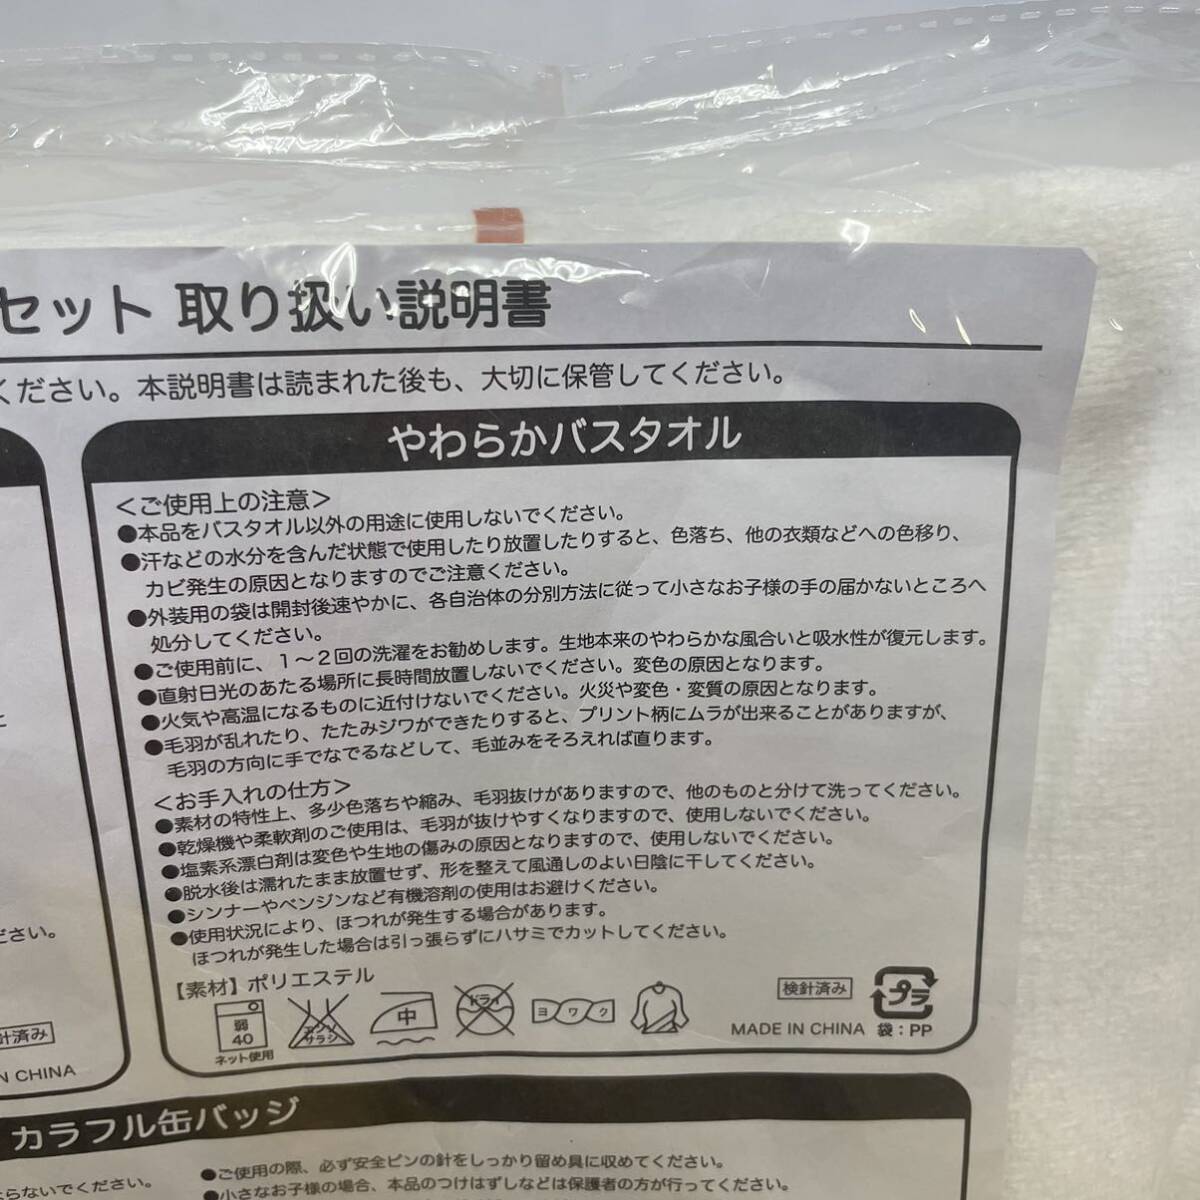 セット 取り扱い説明書
ください。本説明書は読まれた後も、大切に保管してください。
やわらかバスタオル
＜ご使用上の注意＞
●本品をバスタオル以外の用途に使用しないでください。
●汗などの水分を含んだ状態で使用したり放置したりすると、色落ち、他の衣類などへの色移り、
カビ発生の原因となりますのでご注意ください。
●外装用の袋は開封後速やかに、各自治体の分別方法に従って小さなお子様の手の届かないところへ
処分してください。
●ご使用前に、1～2回の洗濯をお勧めします。生地本来のやわらかな風合いと吸水性が復元します。
●直射日光のあたる場所に長時間放置しないでください。変色の原因となります。
●火気や高温になるものに近付けないでください。火災や変色・変質の原因となります。
●毛羽が乱れたり、たたみジワができたりすると、プリント柄にムラが出来ることがありますが、
毛羽の方向に手でなでるなどして、毛並みをそろえれば直ります。
＜お手入れの仕方＞
●素材の特性上、多少色落ちや縮み、毛羽抜けがありますので、他のものと分けて洗ってください。
●乾燥機や柔軟剤のご使用は、毛羽が抜けやすくなりますので、使用しないでください。
●塩素系漂白剤は変色や生地の傷みの原因となりますので、使用しないでください。
●脱水後は濡れたまま放置せず、形を整えて風通しのよい日陰に干してください。
●シンナーやベンジンなど有機溶剤の使用はお避けください。
●使用状況により、ほつれが発生する場合があります。
ほつれが発生した場合は引っ張らずにハサミでカットしてください。
【素材】ポリエステル
弱
40
ネット使用
エンソ
サラシ
中
ドライ
ヨワク
検針済み
MADE IN CHINA
プラ
袋：PP
ださい。
計済み
N CHINA
カラフル缶バッジ
らないでください。
●ご使用の際、必ず安全ピンの針をしっかり留め具に収めてください。
●小さなお子様の場合、本品のつけはずしなどは保護者の方が行ってください。